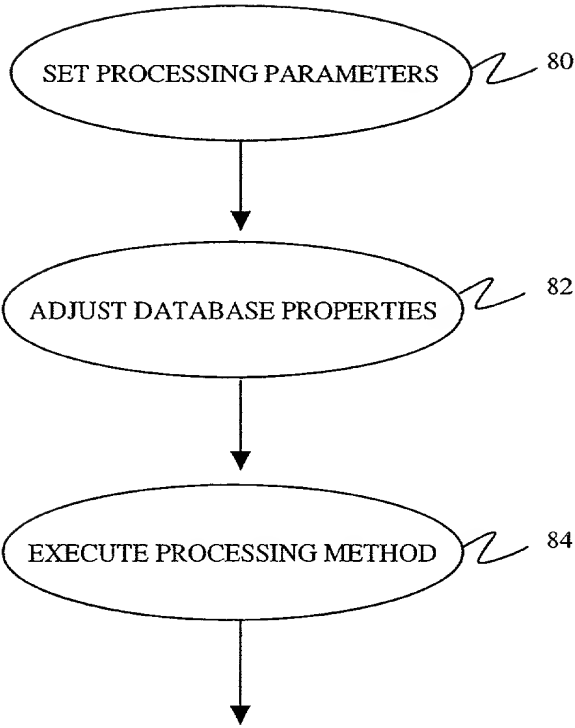 SET PROCESSING PARAMETERS
80
ADJUST DATABASE PROPERTIES
82
EXECUTE PROCESSING METHOD
84